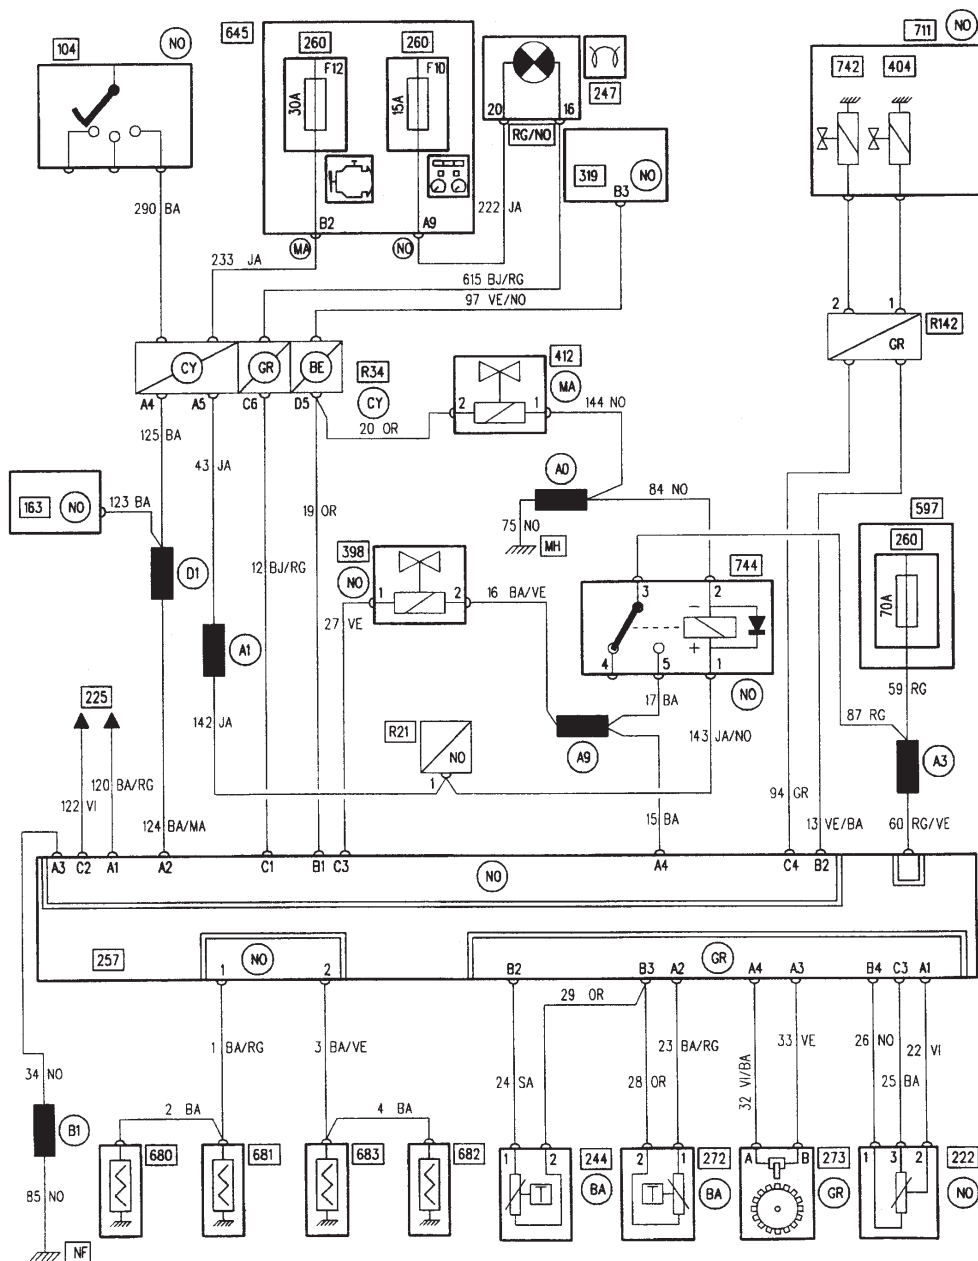 104
NO
645
260
260
F12
F10
30A
15A
B2
A9
MA
NO
20
16
RG/NO
247
319
NO
B3
711
NO
742
404
290 BA
222 JA
233 JA
615 BJ/RG
97 VE/NO
2
1
R142
GR
CY
GR
BE
R34
CY
A4
A5
C6
D5
412
MA
2
1
20 OR
144 NO
125 BA
43 JA
A0
84 NO
75 NO
MH
163
NO
123 BA
D1
19 OR
12 BJ/RG
398
NO
1
2
27 VE
16 BA/VE
744
3
2
−
+
4
5
1
NO
597
260
70A
59 RG
87 RG
A3
A1
142 JA
R21
NO
1
17 BA
A9
143 JA/NO
225
120 BA/RG
122 VI
124 BA/MA
15 BA
94 GR
13 VE/BA
60 RG/VE
A3
C2
A1
A2
C1
B1
C3
A4
C4
B2
NO
257
1
NO
2
GR
B2
B3
A2
A4
A3
B4
C3
A1
29 OR
1 BA/RG
3 BA/VE
24 SA
28 OR
23 BA/RG
32 VI/BA
33 VE
26 NO
25 BA
22 VI
34 NO
B1
85 NO
NF
2 BA
4 BA
680
681
683
682
1
2
T
244
BA
2
1
T
272
BA
A
B
273
GR
1
3
2
222
NO